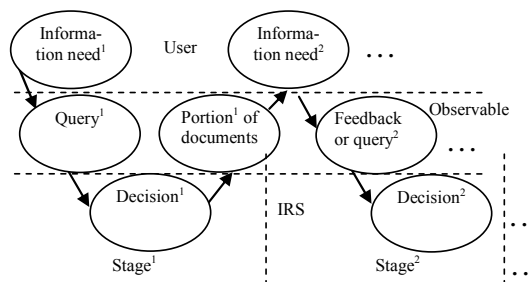 Informa-
tion need1
User
Informa-
tion need2
...
Query1
Portion1 of
documents
Feedback
or query2
Observable
...
Decision1
IRS
Decision2
Stage1
Stage2
...
...